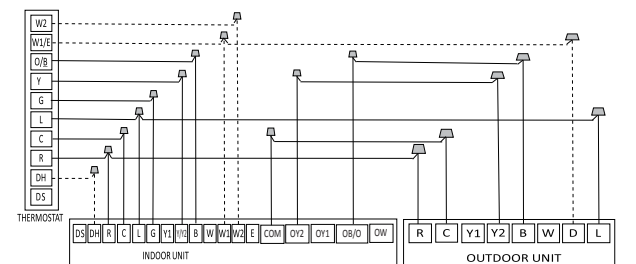 W2
W1/E
O/B
Y
G
L
C
R
DH
DS
THERMOSTAT
DS DH R C L G Y1 Y/Y2 B W W1 W2 E COM OY2 OY1 OB/O OW
INDOOR UNIT
R C Y1 Y2 B W D L
OUTDOOR UNIT